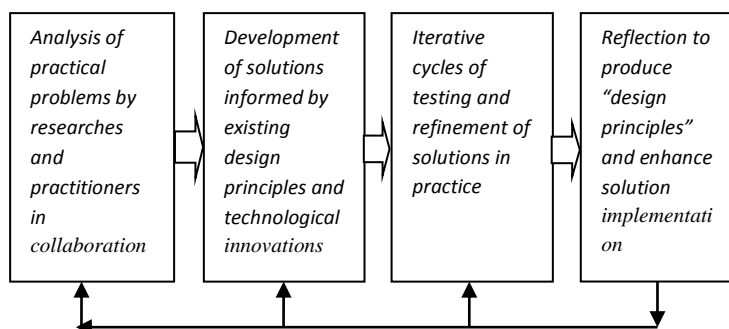 Analysis of
practical
problems by
researches
and
practitioners
in
collaboration
Development
of solutions
informed by
existing
design
principles and
technological
innovations
Iterative
cycles of
testing and
refinement of
solutions in
practice
Reflection to
produce
“design
principles”
and enhance
solution
implementati
on